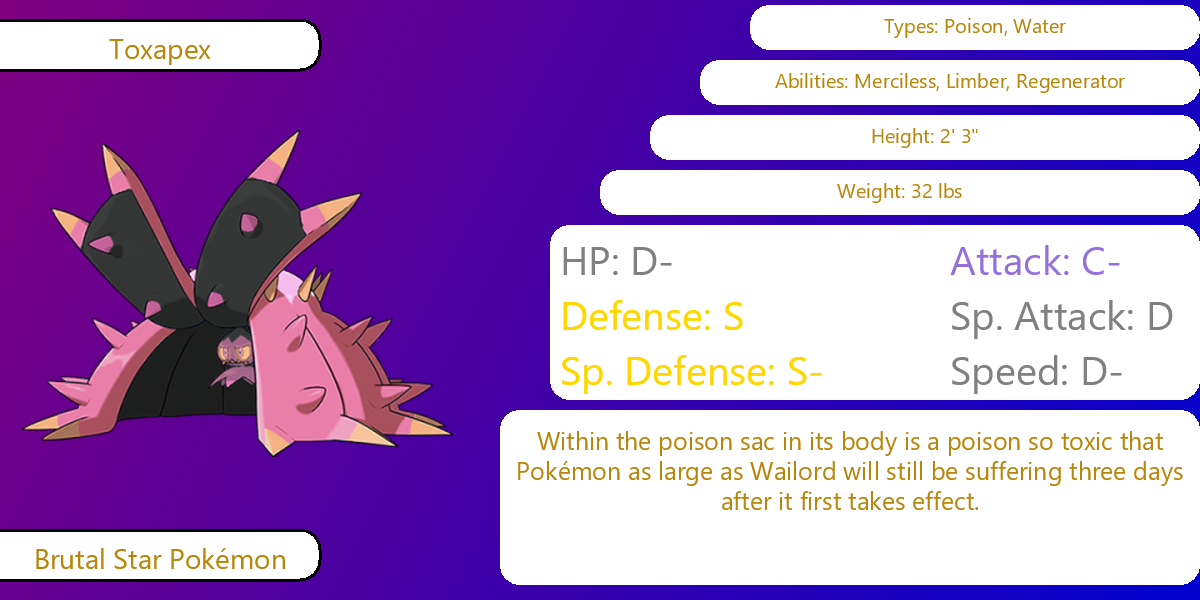 Toxapex
Types: Poison, Water
Abilities: Merciless, Limber, Regenerator
Height: 2' 3"
Weight: 32 lbs
HP: D-
Attack: C-
Defense: S
Sp. Attack: D
Sp. Defense: S-
Speed: D-
Within the poison sac in its body is a poison so toxic that
Pokémon as large as Wailord will still be suffering three days
after it first takes effect.
Brutal Star Pokémon